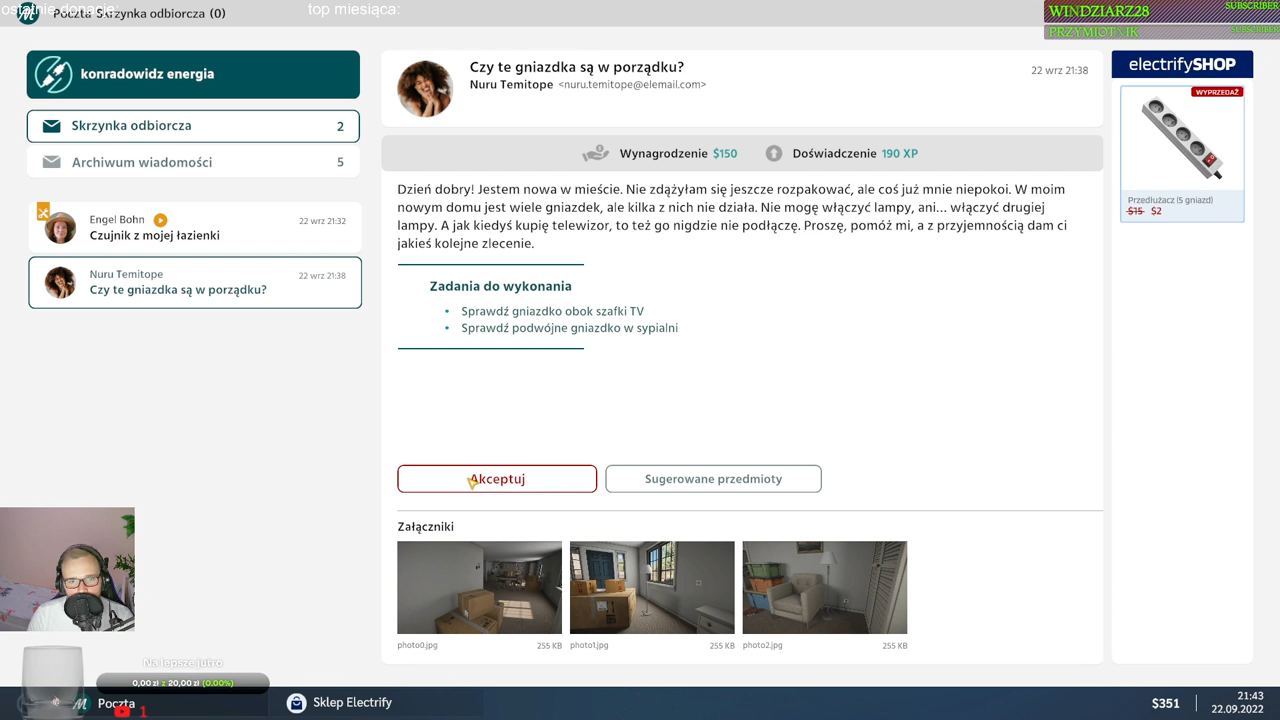 ostatnie donacje:
Poczta Skrzynka odbiorcza (0)
top miesiąca:
WINDZIARZ28
SUBSCRIBER
PRZYMIOTNIK
SUBSCRIBER
konradowidz energia
Skrzynka odbiorcza 2
Archiwum wiadomości 5
Engel Bohn 22 wrz 21:32
Czujnik z mojej łazienki
Nuru Temitope 22 wrz 21:38
Czy te gniazdka są w porządku?
Czy te gniazdka są w porządku?
Nuru Temitope <nuru.temitope@elemail.com>
22 wrz 21:38
Wynagrodzenie $150 Doświadczenie 190 XP
Dzień dobry! Jestem nowa w mieście. Nie zdążyłam się jeszcze rozpakować, ale coś już mnie niepokoi. W moim
nowym domu jest wiele gniazdek, ale kilka z nich nie działa. Nie mogę włączyć lampy, ani... włączyć drugiej
lampy. A jak kiedyś kupię telewizor, to też go nigdzie nie podłączę. Proszę, pomóż mi, a z przyjemnością dam ci
jakieś kolejne zlecenie.
Zadania do wykonania
• Sprawdź gniazdko obok szafki TV
• Sprawdź podwójne gniazdko w sypialni
Akceptuj
Sugerowane przedmioty
Załączniki
photo0.jpg 255 KB
photo1.jpg 255 KB
photo2.jpg 255 KB
electrifySHOP
WYPRZEDAŻ
Przedłużacz (5 gniazd)
$15 $2
Na lepsze jutro
0,00 zł z 20,00 zł (0.00%)
Poczta
1
Sklep Electrify
$351
21:43
22.09.2022